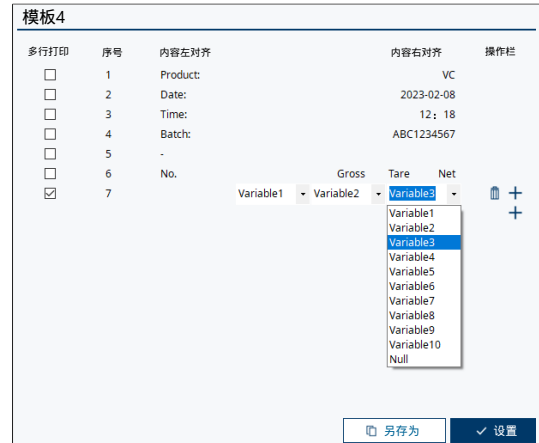 模板4
多行打印 序号 内容左对齐 内容右对齐 操作栏
1 Product: VC
2 Date: 2023-02-08
3 Time: 12：18
4 Batch: ABC1234567
5 -
6 No. Gross Tare Net
7 Variable1 Variable2 Variable3
Variable1
Variable2
Variable3
Variable4
Variable5
Variable6
Variable7
Variable8
Variable9
Variable10
Null
另存为 设置